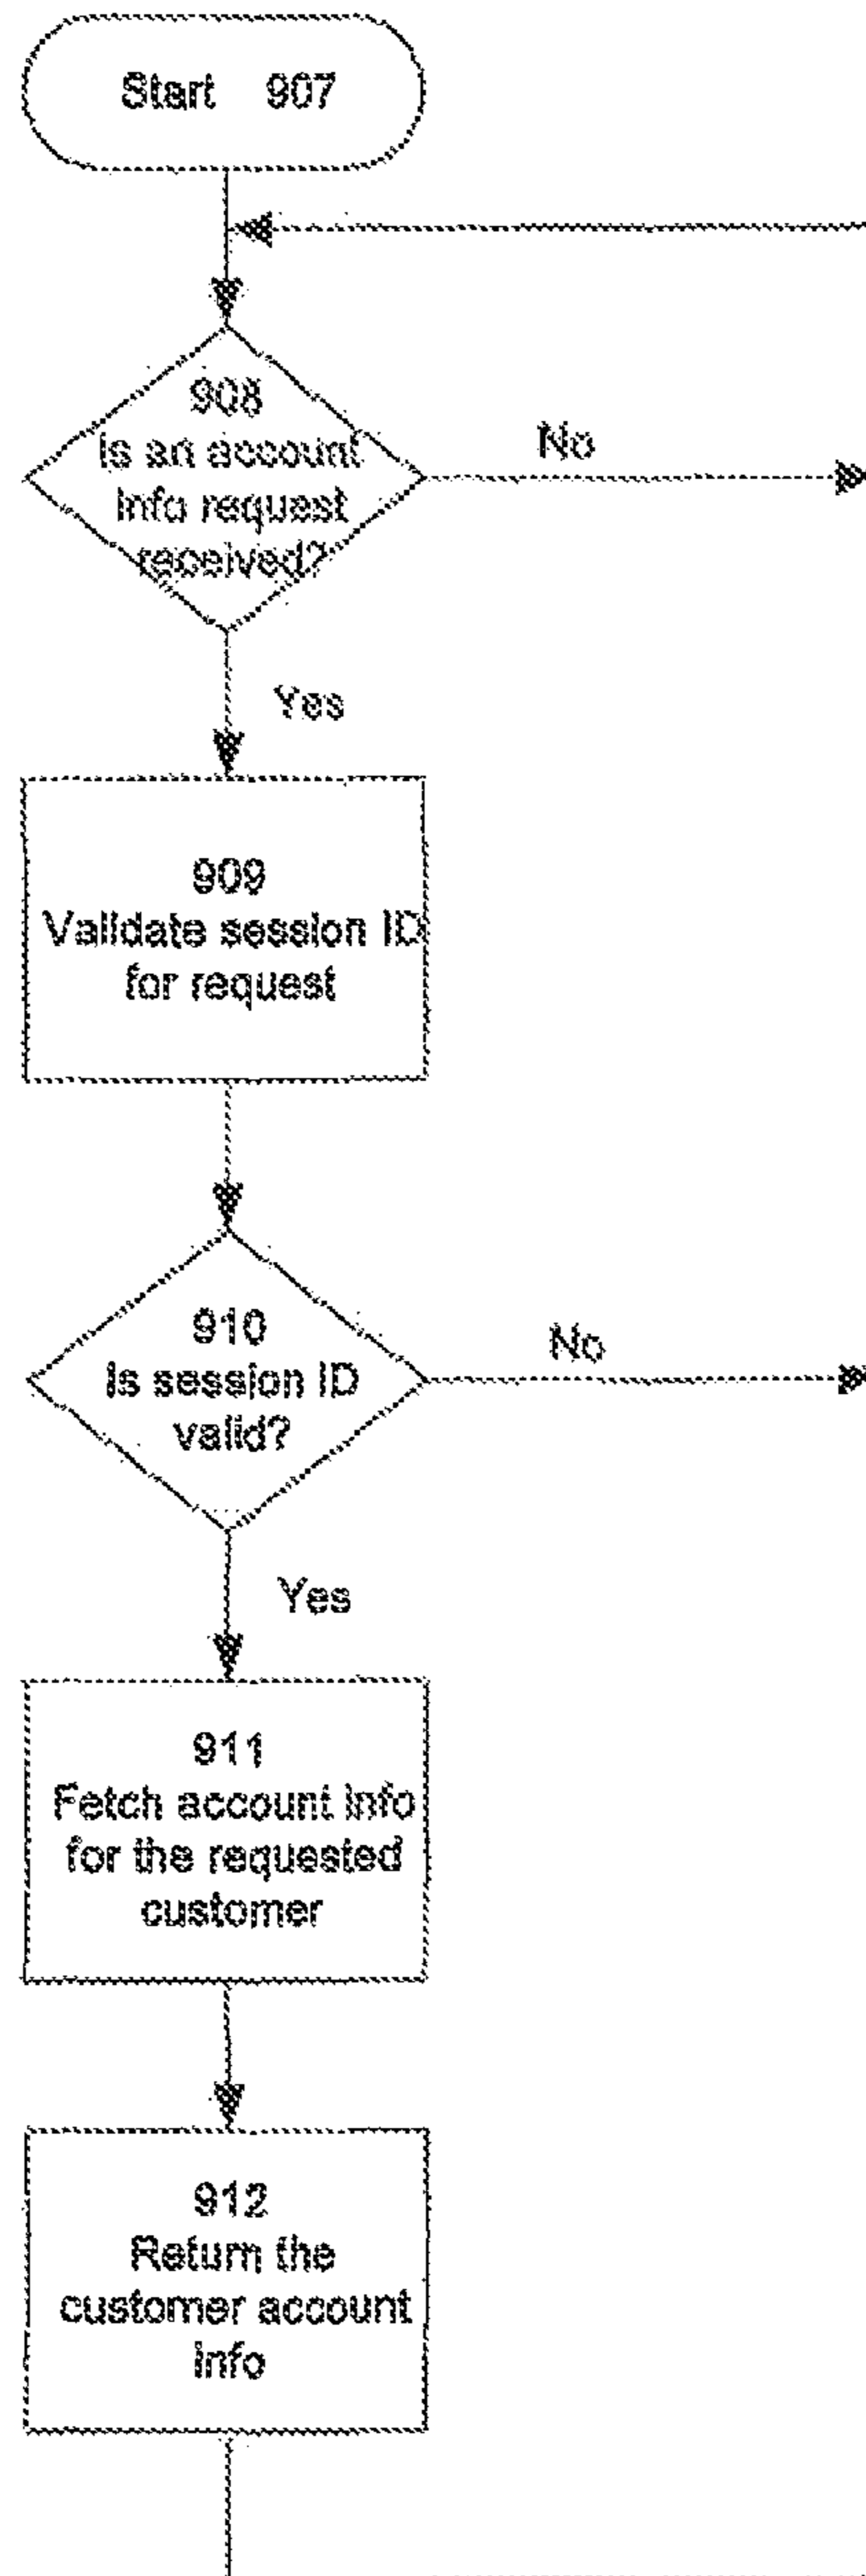 Start 907
908
Is an account
info request
received?
No
Yes
909
Validate session ID
for request
910
Is session ID
valid?
No
Yes
911
Fetch account info
for the requested
customer
912
Return the
customer account
info